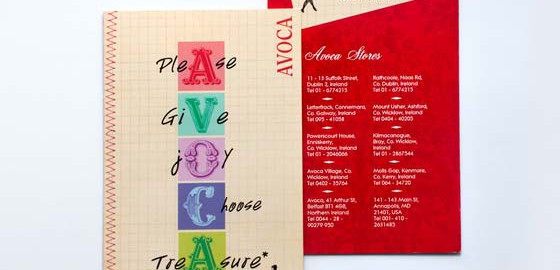 PleAse
GiVe
jOy
Choose
TreAsure*
AVOCA
Avoca Stores
11 - 13 Suffolk Street,
Dublin 2, Ireland
Tel 01 - 6774215
Rathcoole, Naas Rd,
Co. Dublin, Ireland
Tel 01 - 6774215
Letterfrack, Connemara,
Co. Galway, Ireland
Tel 095 - 41058
Mount Usher, Ashford,
Co. Wicklow, Ireland
Tel 0404 - 40205
Powerscourt House,
Enniskerry,
Co. Wicklow, Ireland
Tel 01 - 2046066
Kilmacanogue,
Bray, Co. Wicklow
Ireland
Tel 01 - 2867544
Avoca Village, Co.
Wicklow, Ireland
Tel 0402 - 35764
Molls Gap, Kenmare,
Co. Kerry, Ireland
Tel 064 - 34720
Avoca, 41 Arthur St,
Belfast BT1 4GB,
Northern Ireland
Tel 0044 - 28 -
90279 950
141 - 143 Main St,
Annapolis, MD
21401, USA
Tel 001 - 410 -
2631485